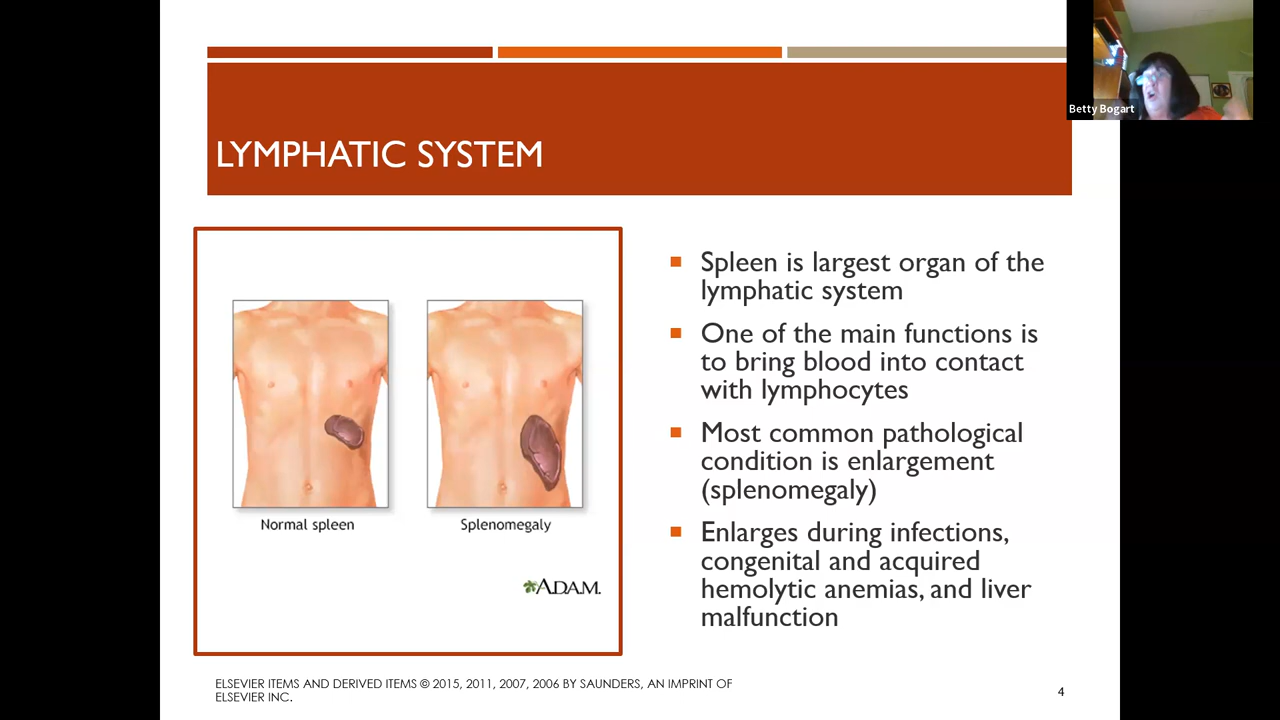 Betty Bogart
LYMPHATIC SYSTEM
Normal spleen
Splenomegaly
ADAM.
Spleen is largest organ of the
lymphatic system
One of the main functions is
to bring blood into contact
with lymphocytes
Most common pathological
condition is enlargement
(splenomegaly)
Enlarges during infections,
congenital and acquired
hemolytic anemias, and liver
malfunction
ELSEVIER ITEMS AND DERIVED ITEMS © 2015, 2011, 2007, 2006 BY SAUNDERS, AN IMPRINT OF
ELSEVIER INC.
4